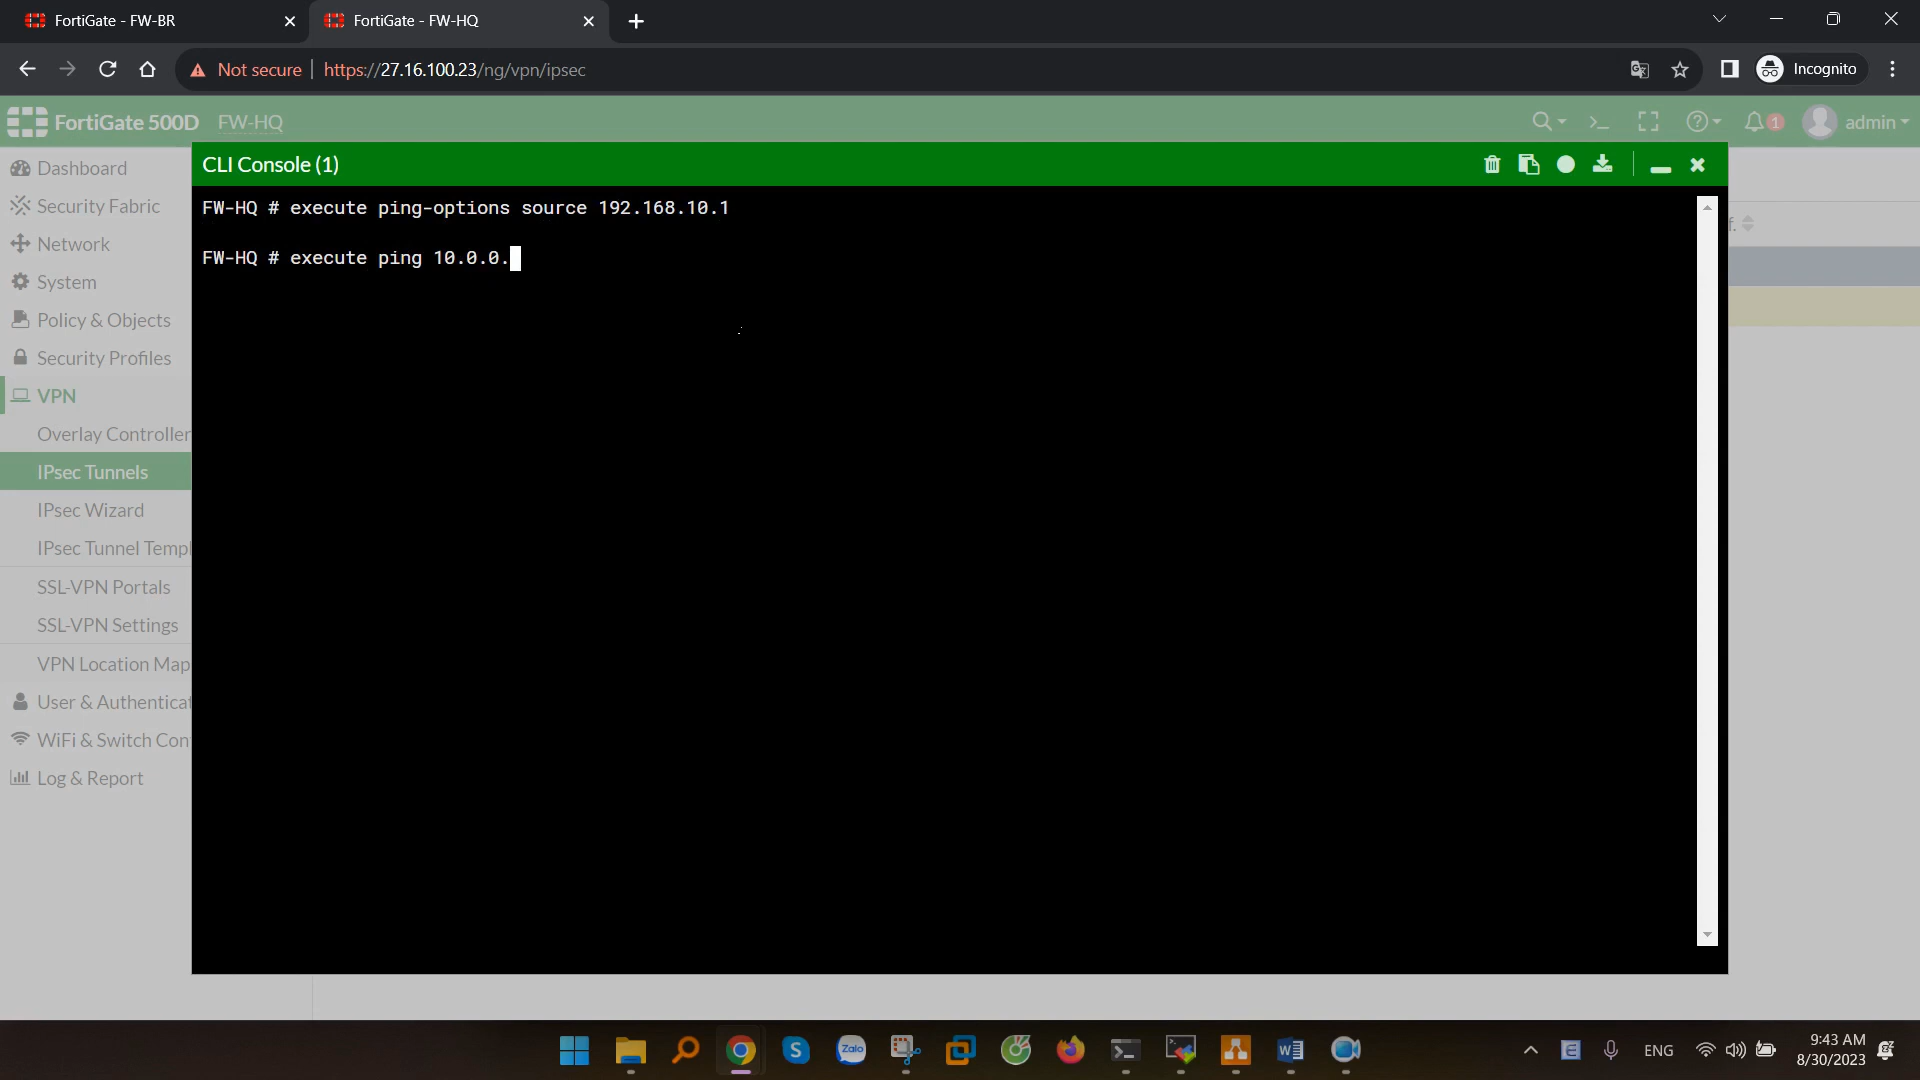 FortiGate - FW-BR
FortiGate - FW-HQ
Not secure
https://27.16.100.23/ng/vpn/ipsec
Incognito
FortiGate 500D
FW-HQ
1
admin
Dashboard
Security Fabric
Network
System
Policy & Objects
Security Profiles
VPN
Overlay Controller
IPsec Tunnels
IPsec Wizard
IPsec Tunnel Templ
SSL-VPN Portals
SSL-VPN Settings
VPN Location Map
User & Authenticat
WiFi & Switch Con
Log & Report
CLI Console (1)
FW-HQ # execute ping-options source 192.168.10.1
FW-HQ # execute ping 10.0.0.
f.
Zalo
ENG
9:43 AM
8/30/2023